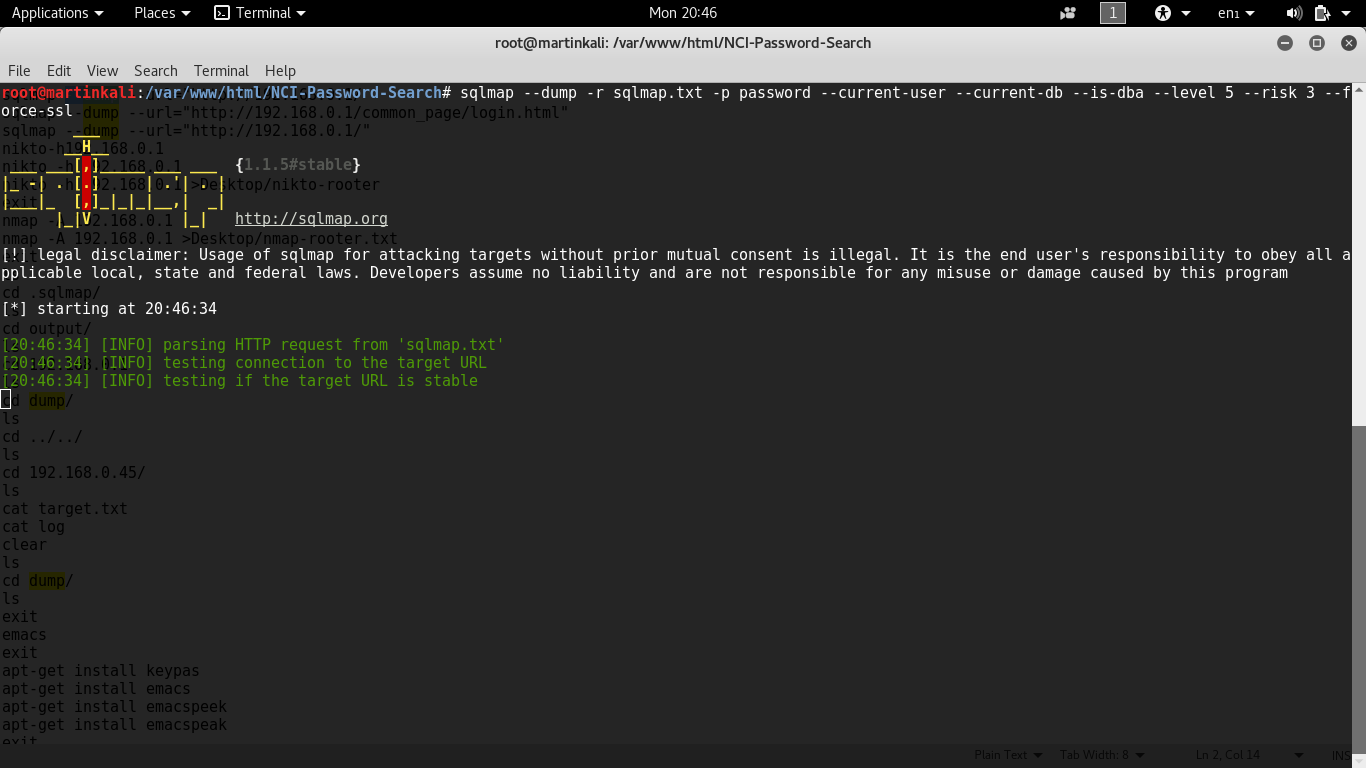 Applications Places Terminal Mon 20:46 1 en₁
root@martinkali: /var/www/html/NCI-Password-Search
File Edit View Search Terminal Help
root@martinkali:/var/www/html/NCI-Password-Search# sqlmap --dump -r sqlmap.txt -p password --current-user --current-db --is-dba --level 5 --risk 3 --f
orce-ssl
--dump --url="http://192.168.0.1/common_page/login.html"
sqlmap --dump --url="http://192.168.0.1/"
nikto-h192.168.0.1
nikto -h 192.168.0.1
{1.1.5#stable}
nikto -h 192.168.0.1 >Desktop/nikto-rooter
exit
nmap -A 192.168.0.1
http://sqlmap.org
nmap -A 192.168.0.1 >Desktop/nmap-rooter.txt
[!] legal disclaimer: Usage of sqlmap for attacking targets without prior mutual consent is illegal. It is the end user's responsibility to obey all a
pplicable local, state and federal laws. Developers assume no liability and are not responsible for any misuse or damage caused by this program
cd .sqlmap/
[*] starting at 20:46:34
cd output/
[20:46:34] [INFO] parsing HTTP request from 'sqlmap.txt'
[20:46:34] [INFO] testing connection to the target URL
[20:46:34] [INFO] testing if the target URL is stable
cd dump/
ls
cd ../../
ls
cd 192.168.0.45/
ls
cat target.txt
cat log
clear
ls
cd dump/
ls
exit
emacs
exit
apt-get install keypas
apt-get install emacs
apt-get install emacspeek
apt-get install emacspeak
exit
Plain Text Tab Width: 8 Ln 2, Col 14 INS